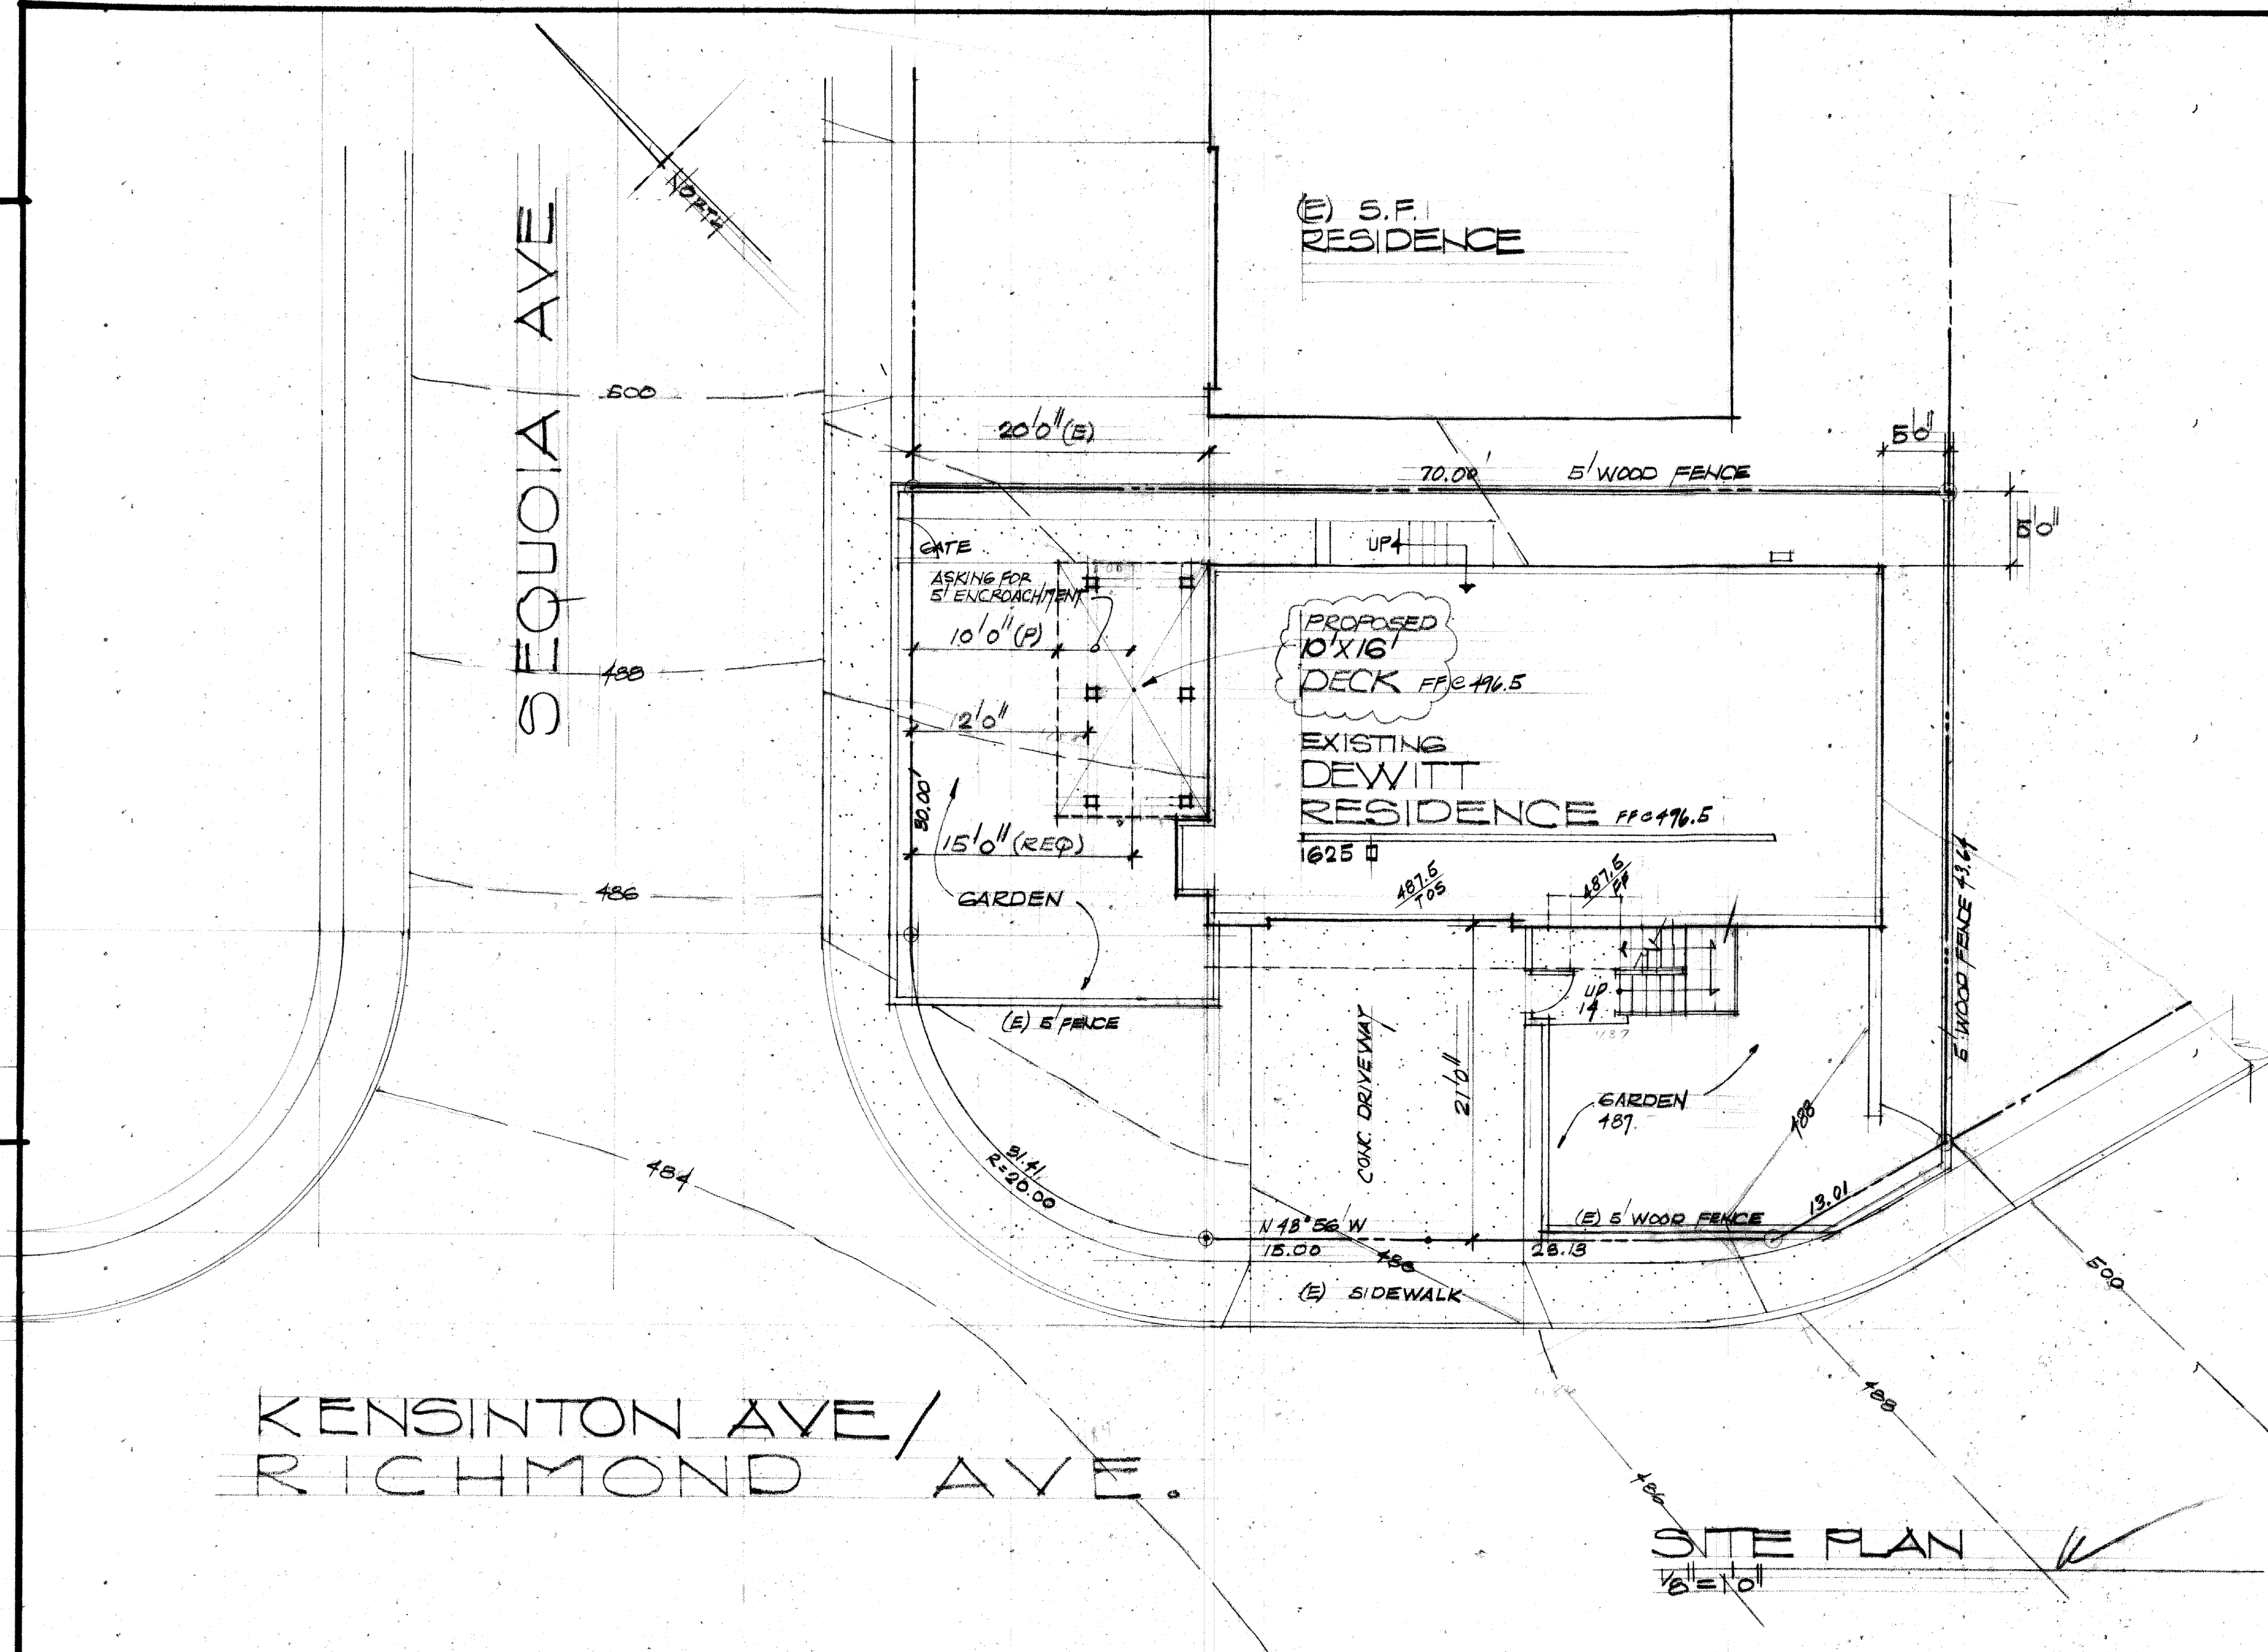 NORTH
SEQUOIA AVE
(E) S.F.
RESIDENCE
500
20'0" (E)
5'0"
70.00'
5' WOOD FENCE
5'0"
GATE
UP4
ASKING FOR
5' ENCROACHMENT
10'0" (P)
PROPOSED
10' X 16'
DECK FF@ 496.5
488
12'0"
EXISTING
DEWITT
RESIDENCE FF@ 496.5
30.00'
15'0" (REQ)
1625
487.5
TOS
487.5
FF
486
GARDEN
5' WOOD FENCE 43.64
(E) 5' FENCE
UP
14
487
CONC. DRIVEWAY
21'0"
GARDEN
487.
488
484
31.41
R=20.00
13.01
N 48° 56' W
15.00
486
(E) 5' WOOD FENCE
28.13
(E) SIDEWALK
500
488
486
KENSINTON AVE/
RICHMOND AVE.
SITE PLAN
1/8" = 1'0"